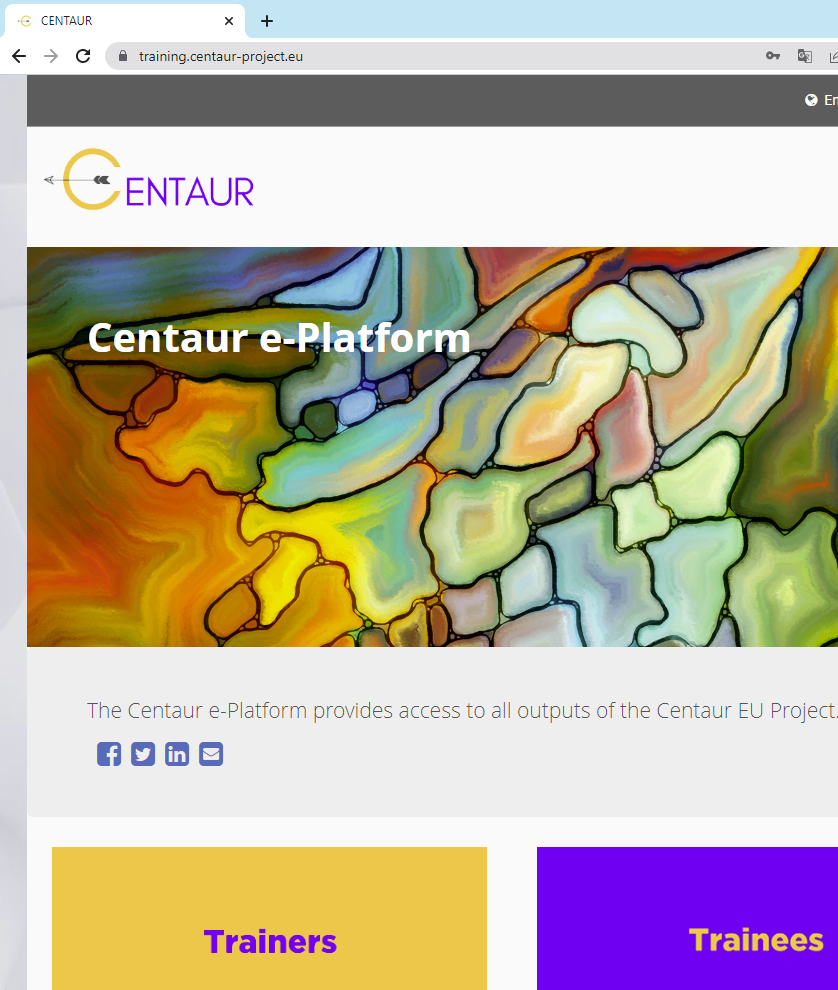 CENTAUR
training.centaur-project.eu
En
CENTAUR
Centaur e-Platform
The Centaur e-Platform provides access to all outputs of the Centaur EU Project.
Trainers
Trainees